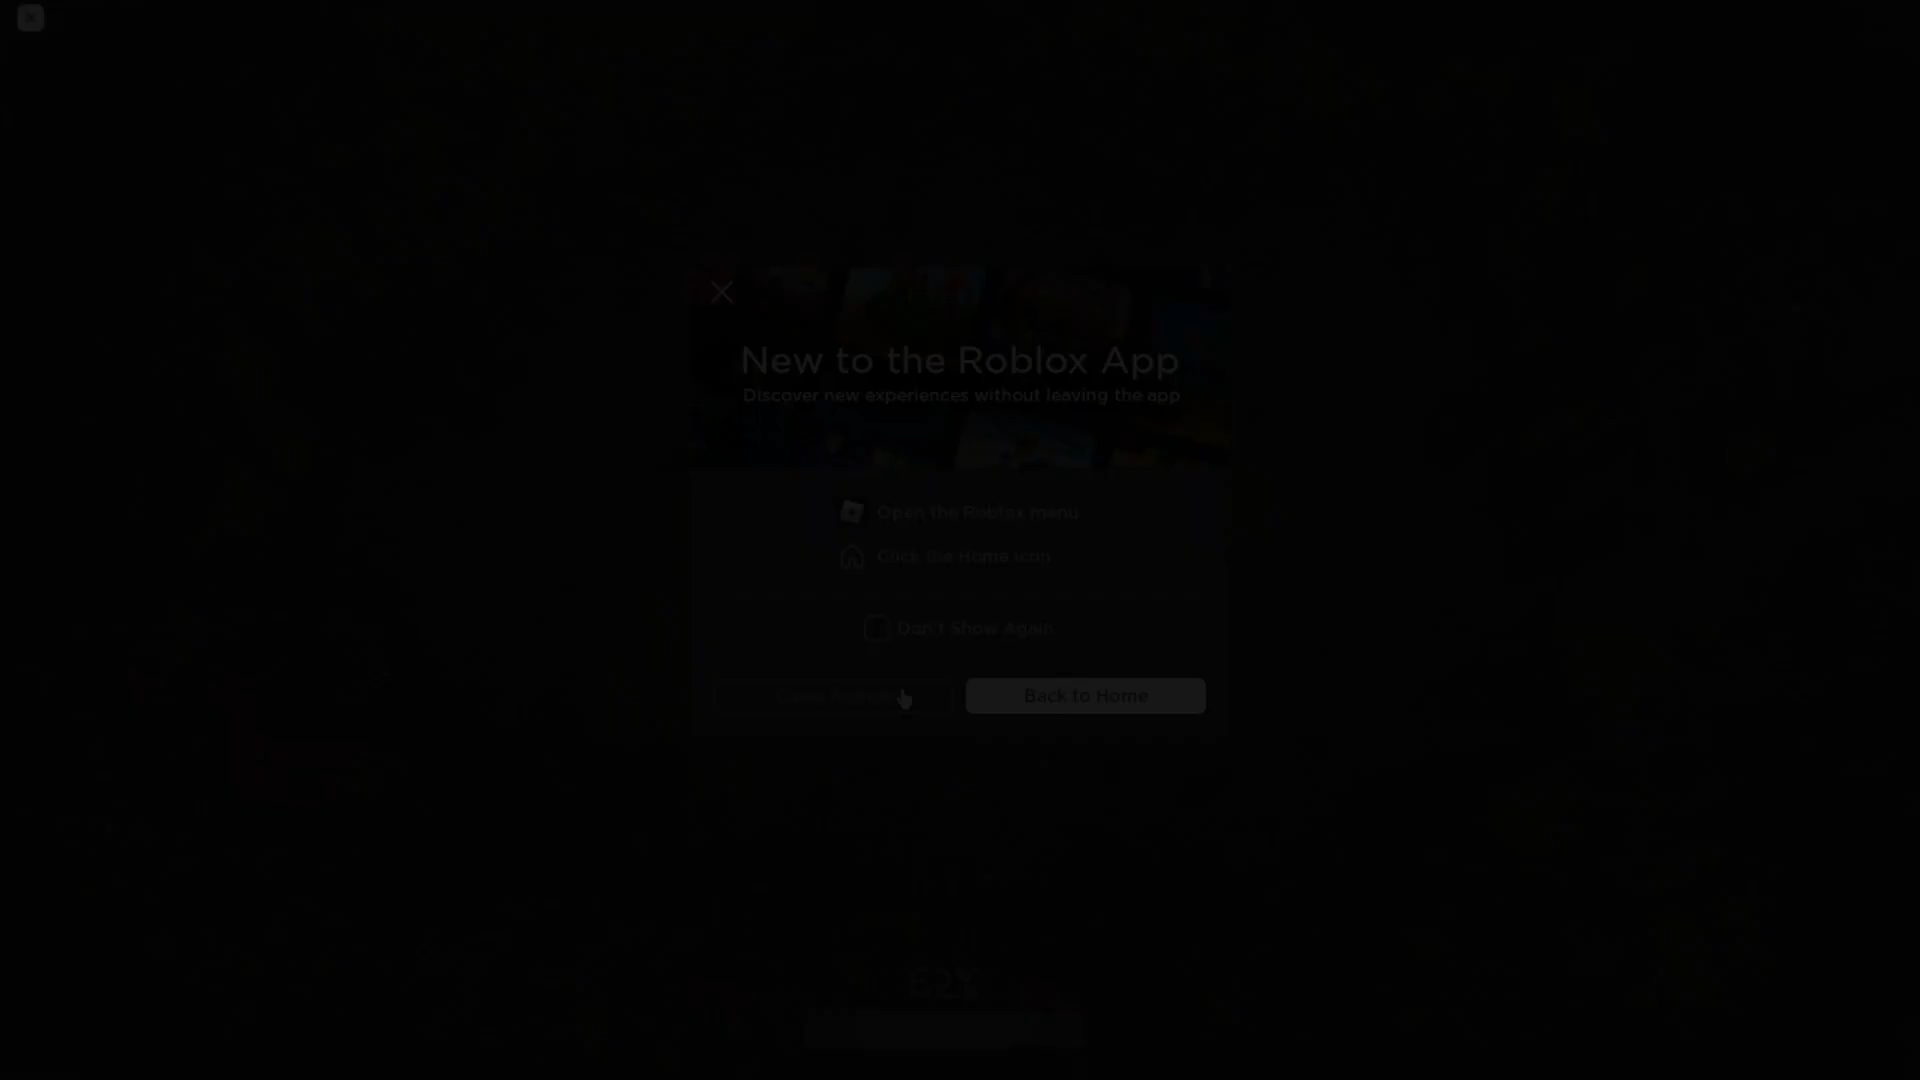 New to the Roblox App
Discover new experiences without leaving the app
Open the Roblox menu
Click the Home icon
Don't Show Again
Back to Home